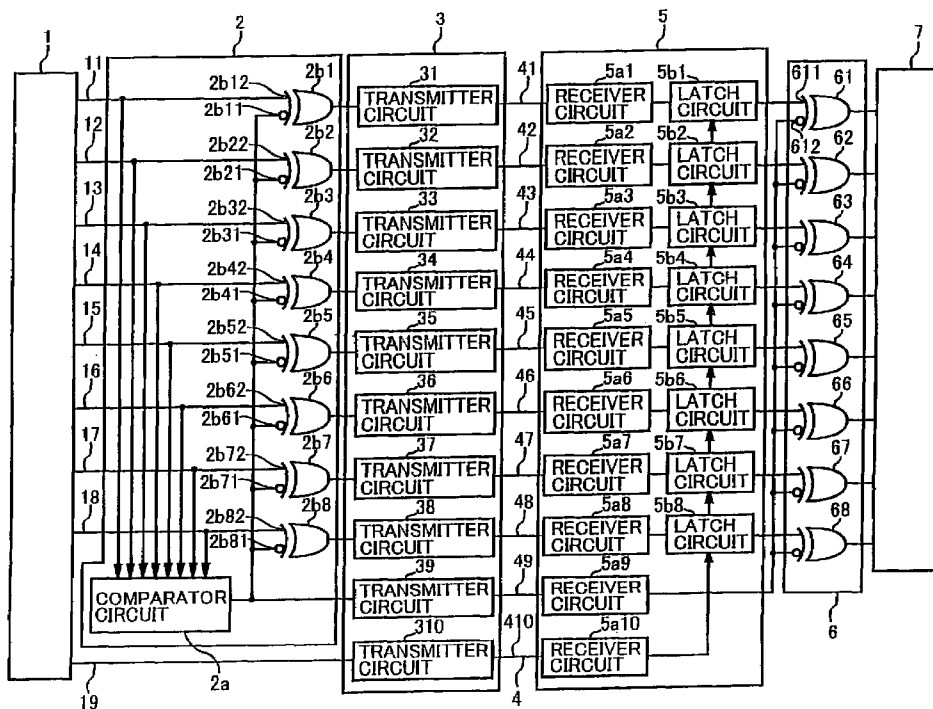 1
2
3
5
7
11
2b12
2b11
2b1
31
TRANSMITTER
CIRCUIT
41
5a1
RECEIVER
CIRCUIT
5b1
LATCH
CIRCUIT
611
61
612
12
2b22
2b21
2b2
32
TRANSMITTER
CIRCUIT
42
5a2
RECEIVER
CIRCUIT
5b2
LATCH
CIRCUIT
62
13
2b32
2b31
2b3
33
TRANSMITTER
CIRCUIT
43
5a3
RECEIVER
CIRCUIT
5b3
LATCH
CIRCUIT
63
14
2b42
2b41
2b4
34
TRANSMITTER
CIRCUIT
44
5a4
RECEIVER
CIRCUIT
5b4
LATCH
CIRCUIT
64
15
2b52
2b51
2b5
35
TRANSMITTER
CIRCUIT
45
5a5
RECEIVER
CIRCUIT
5b5
LATCH
CIRCUIT
65
16
2b62
2b61
2b6
36
TRANSMITTER
CIRCUIT
46
5a6
RECEIVER
CIRCUIT
5b6
LATCH
CIRCUIT
66
17
2b72
2b71
2b7
37
TRANSMITTER
CIRCUIT
47
5a7
RECEIVER
CIRCUIT
5b7
LATCH
CIRCUIT
67
18
2b82
2b81
2b8
38
TRANSMITTER
CIRCUIT
48
5a8
RECEIVER
CIRCUIT
5b8
LATCH
CIRCUIT
68
COMPARATOR
CIRCUIT
39
TRANSMITTER
CIRCUIT
49
5a9
RECEIVER
CIRCUIT
6
310
TRANSMITTER
CIRCUIT
410
5a10
RECEIVER
CIRCUIT
19
2a
4